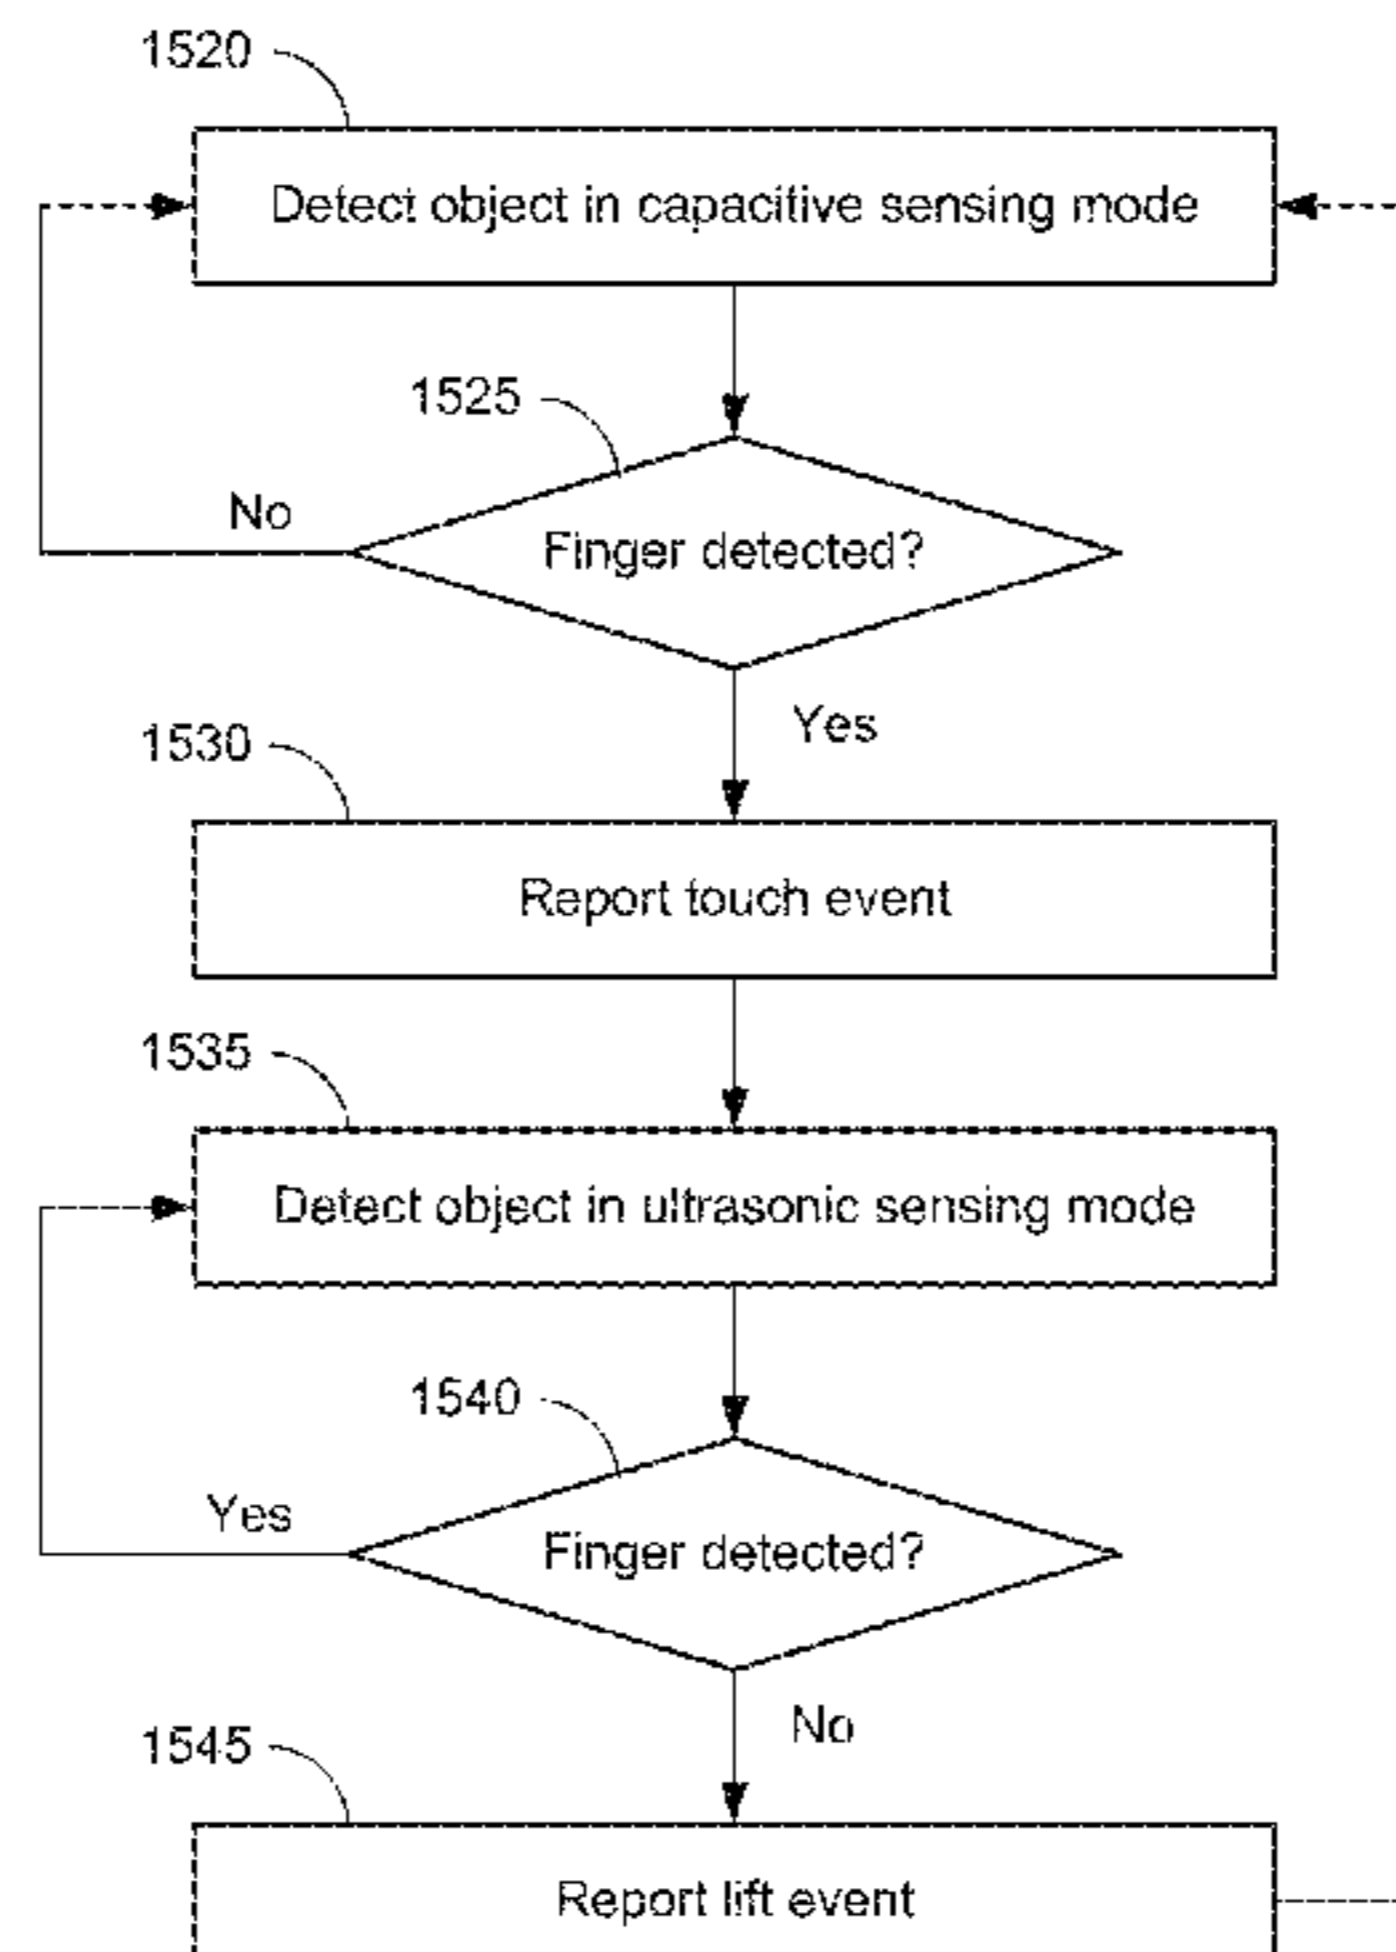 1520
Detect object in capacitive sensing mode
1525
No
Finger detected?
Yes
1530
Report touch event
1535
Detect object in ultrasonic sensing mode
1540
Yes
Finger detected?
No
1545
Report lift event